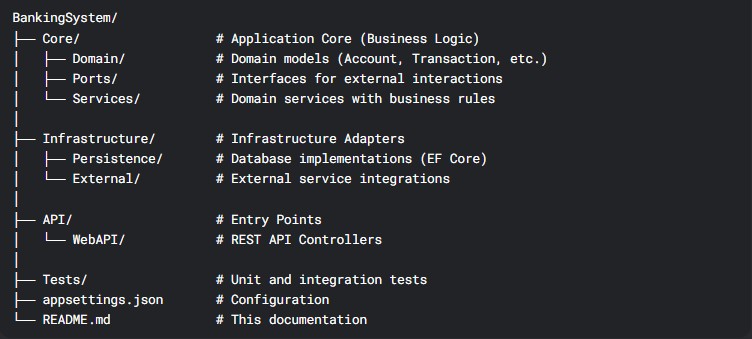 BankingSystem/
├── Core/                  # Application Core (Business Logic)
│   ├── Domain/            # Domain models (Account, Transaction, etc.)
│   ├── Ports/             # Interfaces for external interactions
│   └── Services/          # Domain services with business rules
│
├── Infrastructure/        # Infrastructure Adapters
│   ├── Persistence/       # Database implementations (EF Core)
│   └── External/          # External service integrations
│
├── API/                   # Entry Points
│   └── WebAPI/            # REST API Controllers
│
├── Tests/                 # Unit and integration tests
├── appsettings.json       # Configuration
└── README.md              # This documentation